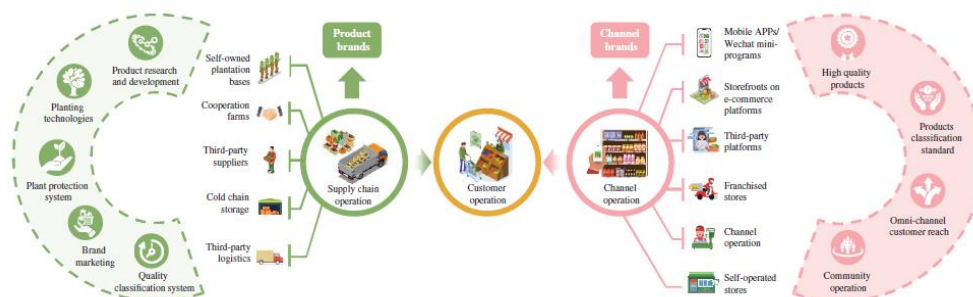 Product research
and development
Planting
technologies
Plant protection
system
Brand
marketing
Quality
classification system
Self-owned
plantation
bases
Cooperation
farms
Third-party
suppliers
Cold chain
storage
Third-party
logistics
Product
brands
Supply chain
operation
Customer
operation
Channel
brands
Channel
operation
Mobile APPs/
Wechat mini-
programs
Storefronts on
e-commerce
platforms
Third-party
platforms
Franchised
stores
Channel
operation
Self-operated
stores
High quality
products
Products
classification
standard
Omni-channel
customer reach
Community
operation